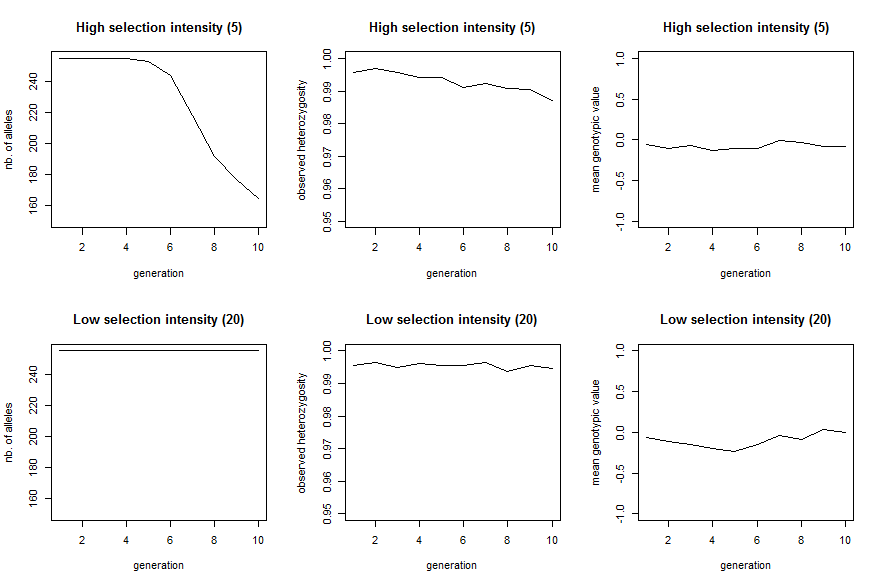 High selection intensity (5)
nb. of alleles
240
220
200
180
160
2 4 6 8 10
generation
High selection intensity (5)
observed heterozygosity
1.00
0.99
0.98
0.97
0.96
0.95
2 4 6 8 10
generation
High selection intensity (5)
mean genotypic value
1.0
0.5
0.0
-0.5
-1.0
2 4 6 8 10
generation
Low selection intensity (20)
nb. of alleles
240
220
200
180
160
2 4 6 8 10
generation
Low selection intensity (20)
observed heterozygosity
1.00
0.99
0.98
0.97
0.96
0.95
2 4 6 8 10
generation
Low selection intensity (20)
mean genotypic value
1.0
0.5
0.0
-0.5
-1.0
2 4 6 8 10
generation